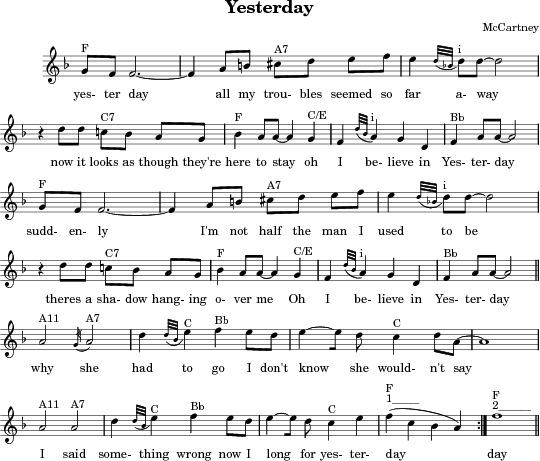 Yesterday
McCartney
F A7 i
yes- ter day all my trou- bles seemed so far a- way
C7 F C/E i Bb
now it looks as though they're here to stay oh I be- lieve in Yes- ter- day
F A7 i
sudd- en- ly I'm not half the man I used to be
C7 F C/E i Bb
theres a sha- dow hang- ing o- ver me Oh I be- lieve in Yes- ter- day
A11 A7 C Bb C
why she had to go I don't know she would- n't say
F F
1____ 2______
A11 A7 C Bb C
I said some- thing wrong now I long for yes- ter- day day